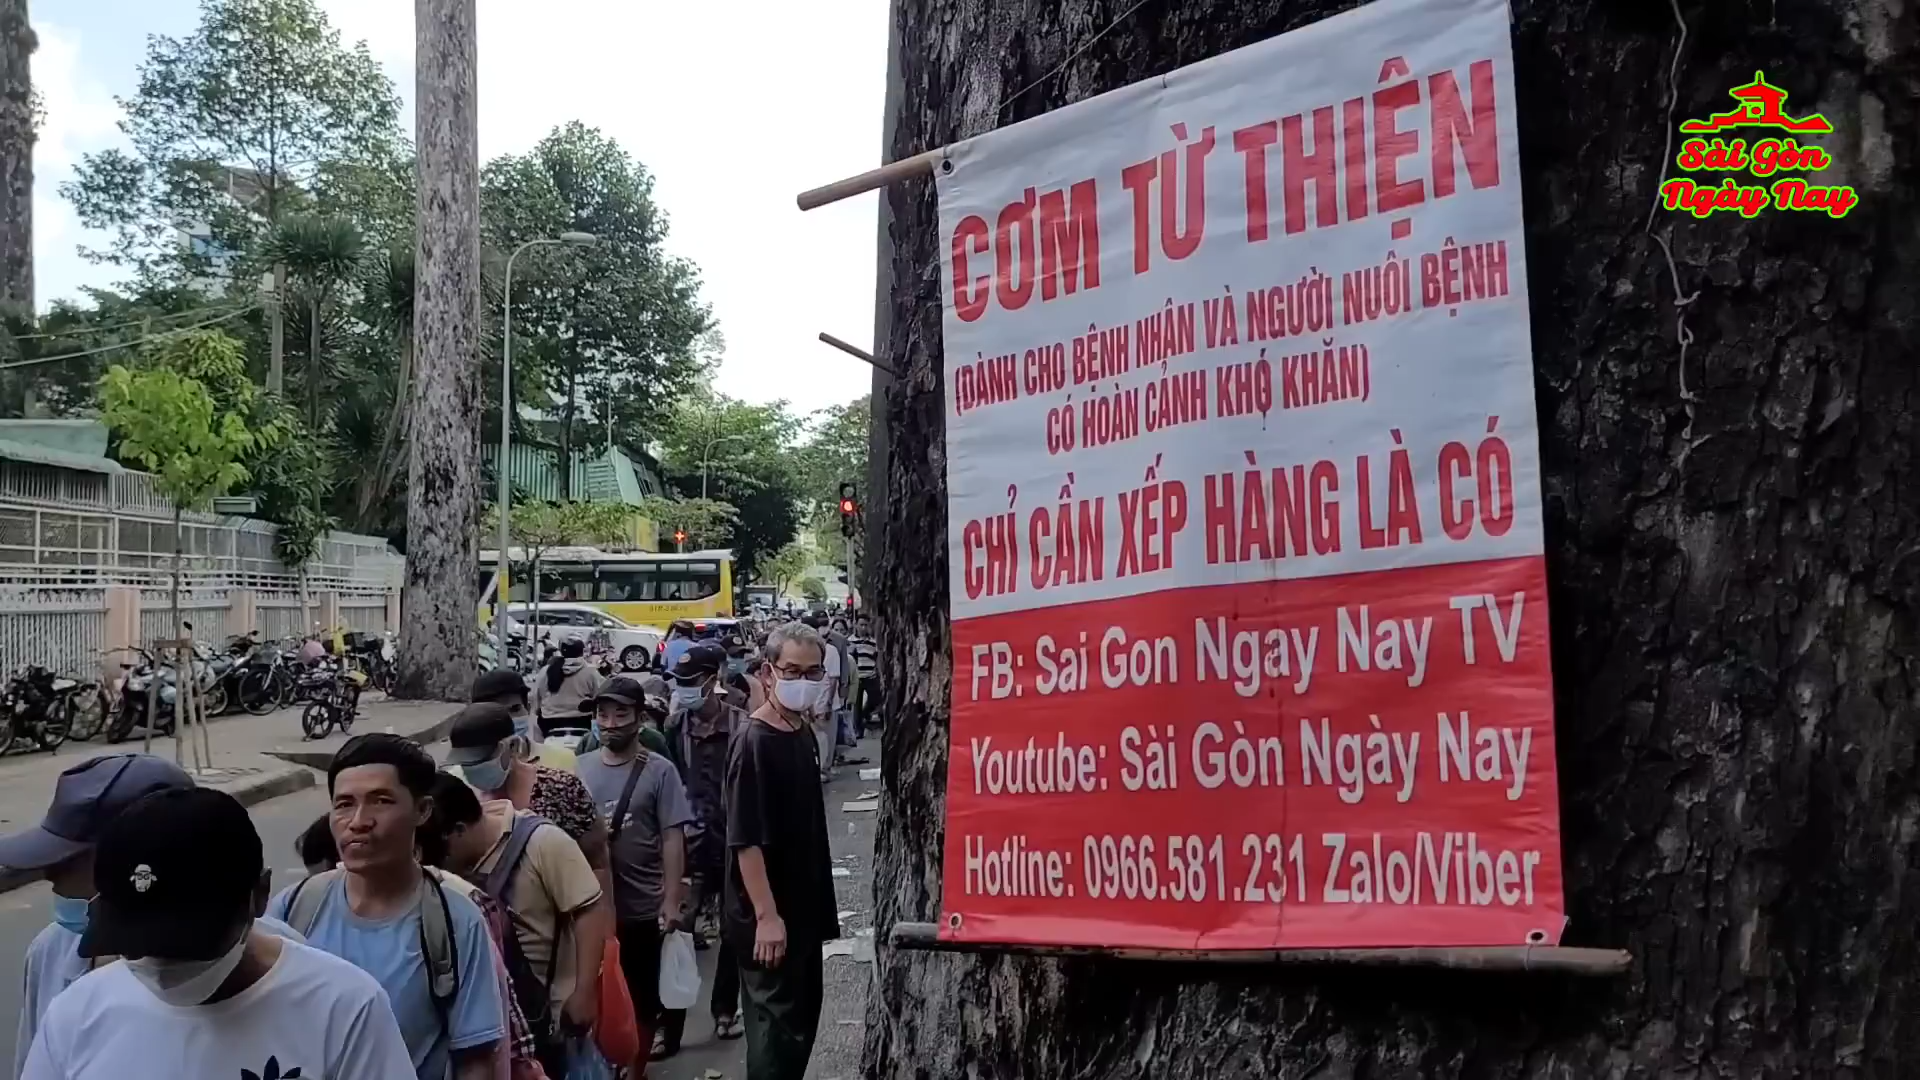 CƠM TỪ THIỆN
(DÀNH CHO BỆNH NHÂN VÀ NGƯỜI NUÔI BỆNH
CÓ HOÀN CẢNH KHÓ KHĂN)
CHỈ CẦN XẾP HÀNG LÀ CÓ
FB: Sai Gon Ngay Nay TV
Youtube: Sài Gòn Ngày Nay
Hotline: 0966.581.231 Zalo/Viber
Sài Gòn
Ngày Nay